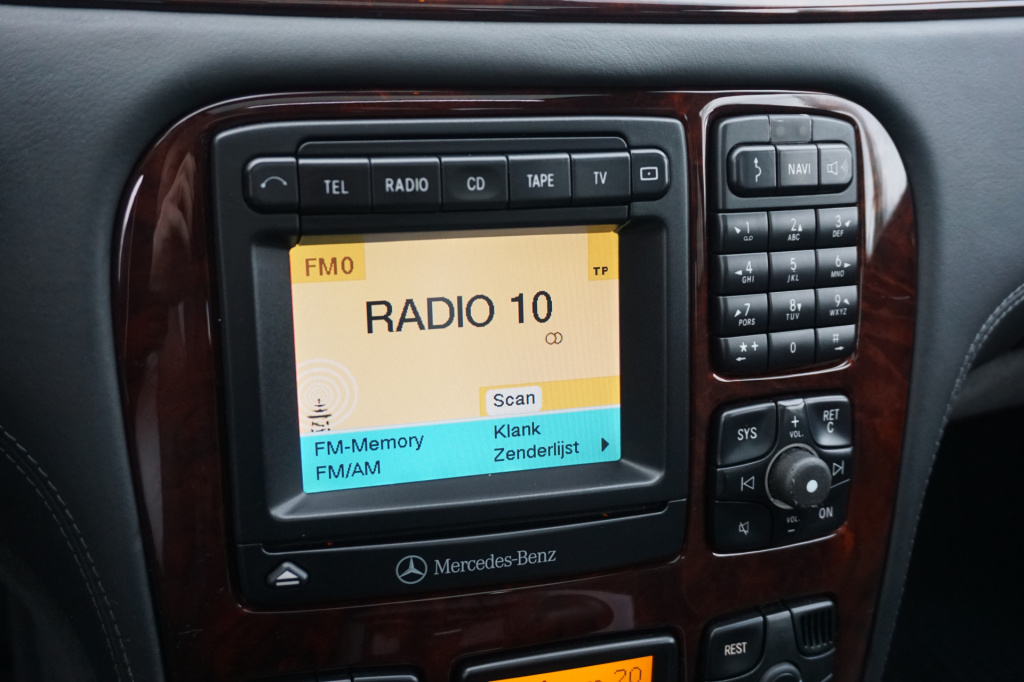 TEL RADIO CD TAPE TV
NAVI
FM0
TP
RADIO 10
Scan
FM-Memory Klank
FM/AM Zenderlijst
Mercedes-Benz
1 2 3
ABC DEF
4 5 6
GHI JKL MNO
7 8 9
PQRS TUV WXYZ
* + 0 #
SYS + RET
VOL. C
VOL. ON
-
REST
20